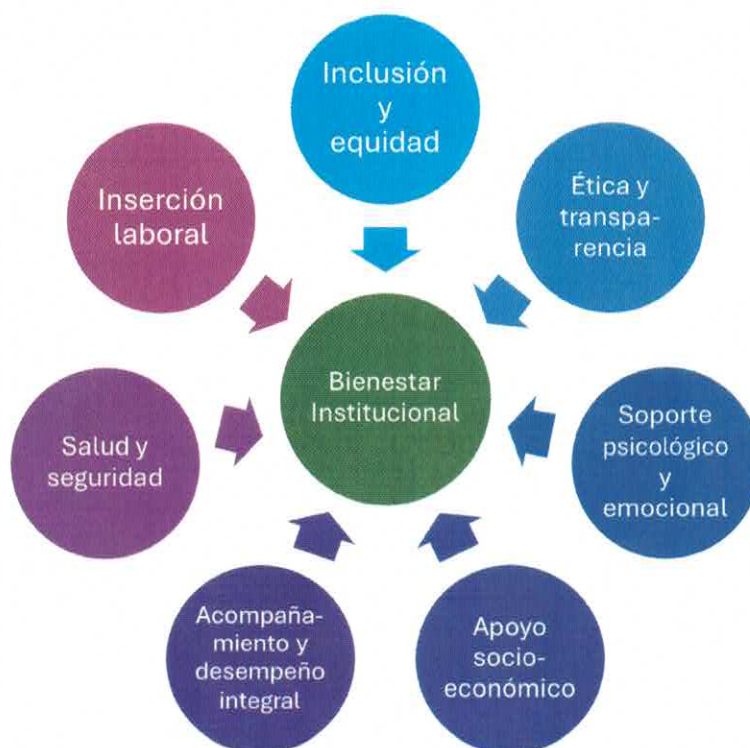 Inclusión
y
equidad
Ética y
transpa-
rencia
Soporte
psicológico
y
emocional
Apoyo
socio-
económico
Acompaña-
miento y
desempeño
integral
Salud y
seguridad
Inserción
laboral
Bienestar
Institucional